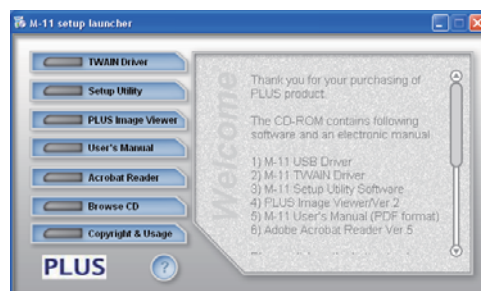 M-11 setup launcher
TWAIN Driver
Setup Utility
PLUS Image Viewer
User's Manual
Acrobat Reader
Browse CD
Copyright & Usage
PLUS
?
Welcome
Thank you for your purchasing of
PLUS product.
The CD-ROM contains following
software and an electronic manual.
1) M-11 USB Driver
2) M-11 TWAIN Driver
3) M-11 Setup Utility Software
4) PLUS Image Viewer/Ver 2
5) M-11 User's Manual (PDF format)
6) Adobe Acrobat Reader Ver 5